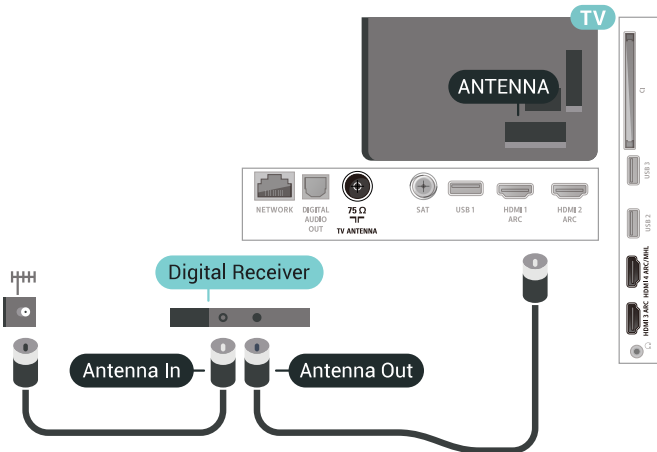 TV
ANTENNA
CI
USB 3
USB 2
HDMI 4 ARC/MHL
HDMI 3 ARC
NETWORK
DIGITAL
AUDIO
OUT
75 Ω
TV ANTENNA
SAT
USB 1
HDMI 1
ARC
HDMI 2
ARC
Digital Receiver
Antenna In
Antenna Out